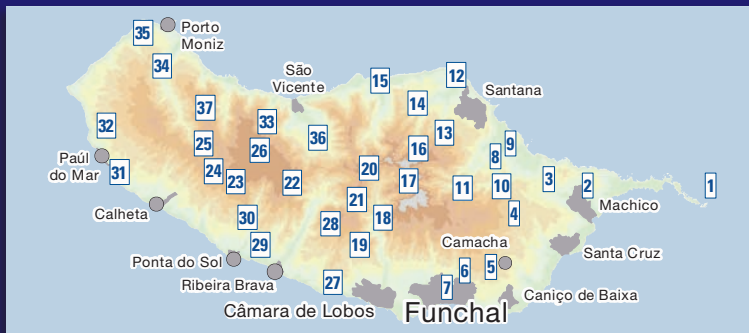 35
Porto
Moniz
34
São
Vicente
15
12
Santana
37
33
14
32
36
13
9
25
26
16
8
Paúl
do Mar
31
24
23
22
20
17
11
10
3
2
1
21
Machico
Calheta
30
28
18
4
29
19
Camacha
Santa Cruz
Ponta do Sol
6
5
Ribeira Brava
27
7
Caniço de Baixa
Câmara de Lobos
Funchal